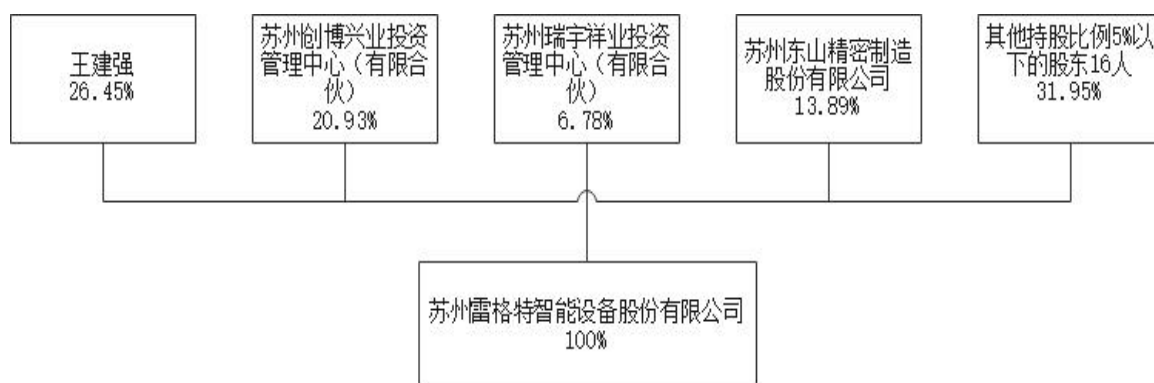 王建强
26.45%
苏州创博兴业投资
管理中心（有限合
伙）
20.93%
苏州瑞宇祥业投资
管理中心（有限合
伙）
6.78%
苏州东山精密制造
股份有限公司
13.89%
其他持股比例5%以
下的股东16人
31.95%
苏州雷格特智能设备股份有限公司
100%